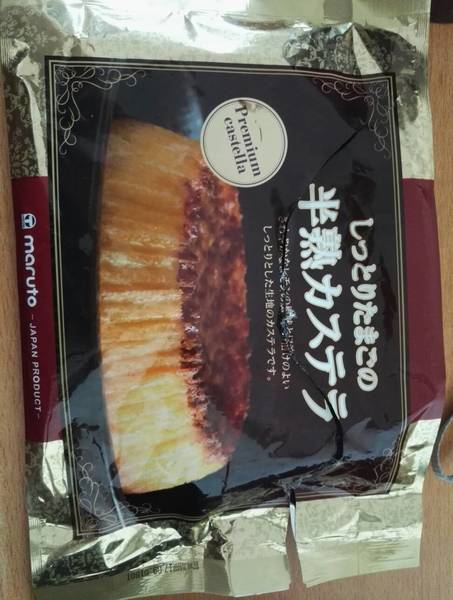 Premium
castella
しっとりたまごの
半熟カステラ
しっとりとした生地のカステラです。
maruto
- JAPAN PRODUCT -